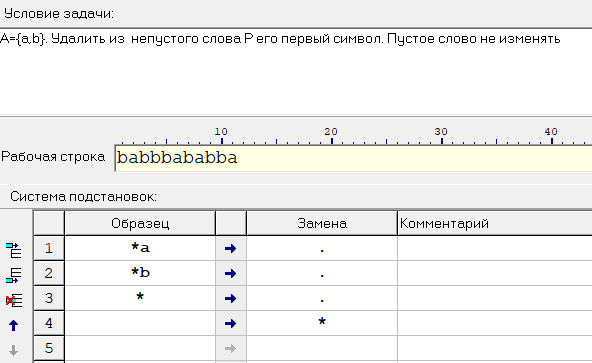 Условие задачи:
A={a,b}. Удалить из непустого слова P его первый символ. Пустое слово не изменять
10 20 30 40
Рабочая строка babbbababba
Система подстановок:
Образец Замена Комментарий
1 *a → .
2 *b → .
3 * → .
4 → *
5 →